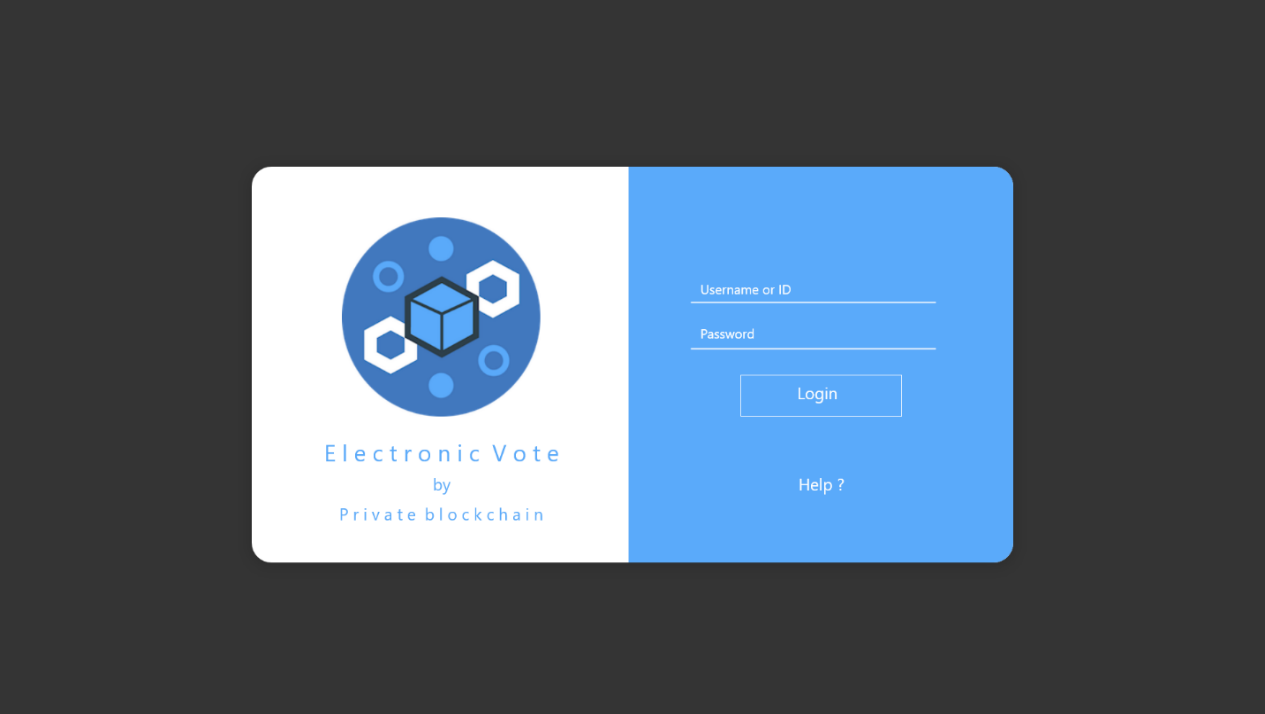 Electronic Vote
by
Private blockchain
Username or ID
Password
Login
Help ?